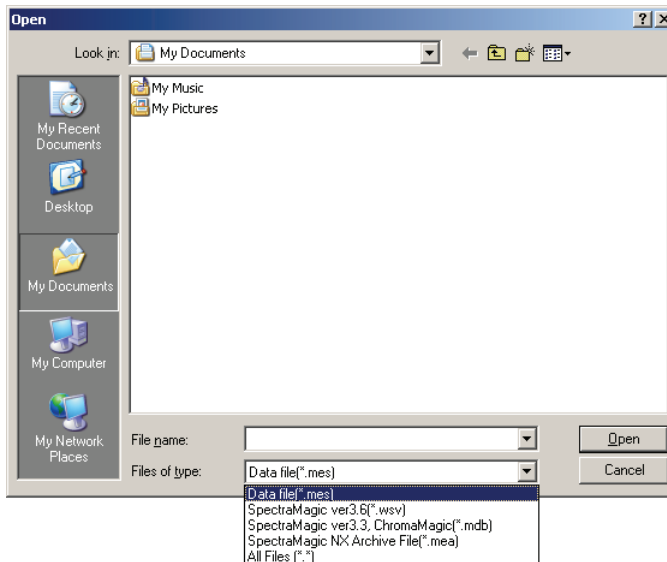 Open
Look in: My Documents
My Recent
Documents
Desktop
My Documents
My Computer
My Network
Places
My Music
My Pictures
File name:
Open
Files of type: Data file(*.mes)
Cancel
Data file(*.mes)
SpectraMagic ver3.6(*.wsv)
SpectraMagic ver3.3, ChromaMagic(*.mdb)
SpectraMagic NX Archive File(*.mea)
All Files (*.*)